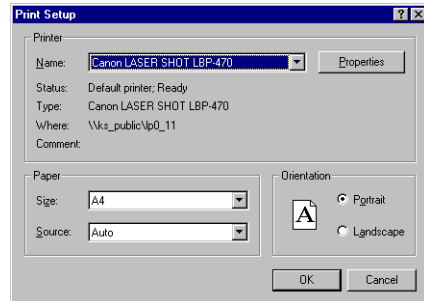 Print Setup
Printer
Name: Canon LASER SHOT LBP-470 Properties
Status: Default printer; Ready
Type: Canon LASER SHOT LBP-470
Where: \\ks_public\lp0_11
Comment:
Paper
Size: A4
Source: Auto
Orientation
A
Portrait
Landscape
OK Cancel